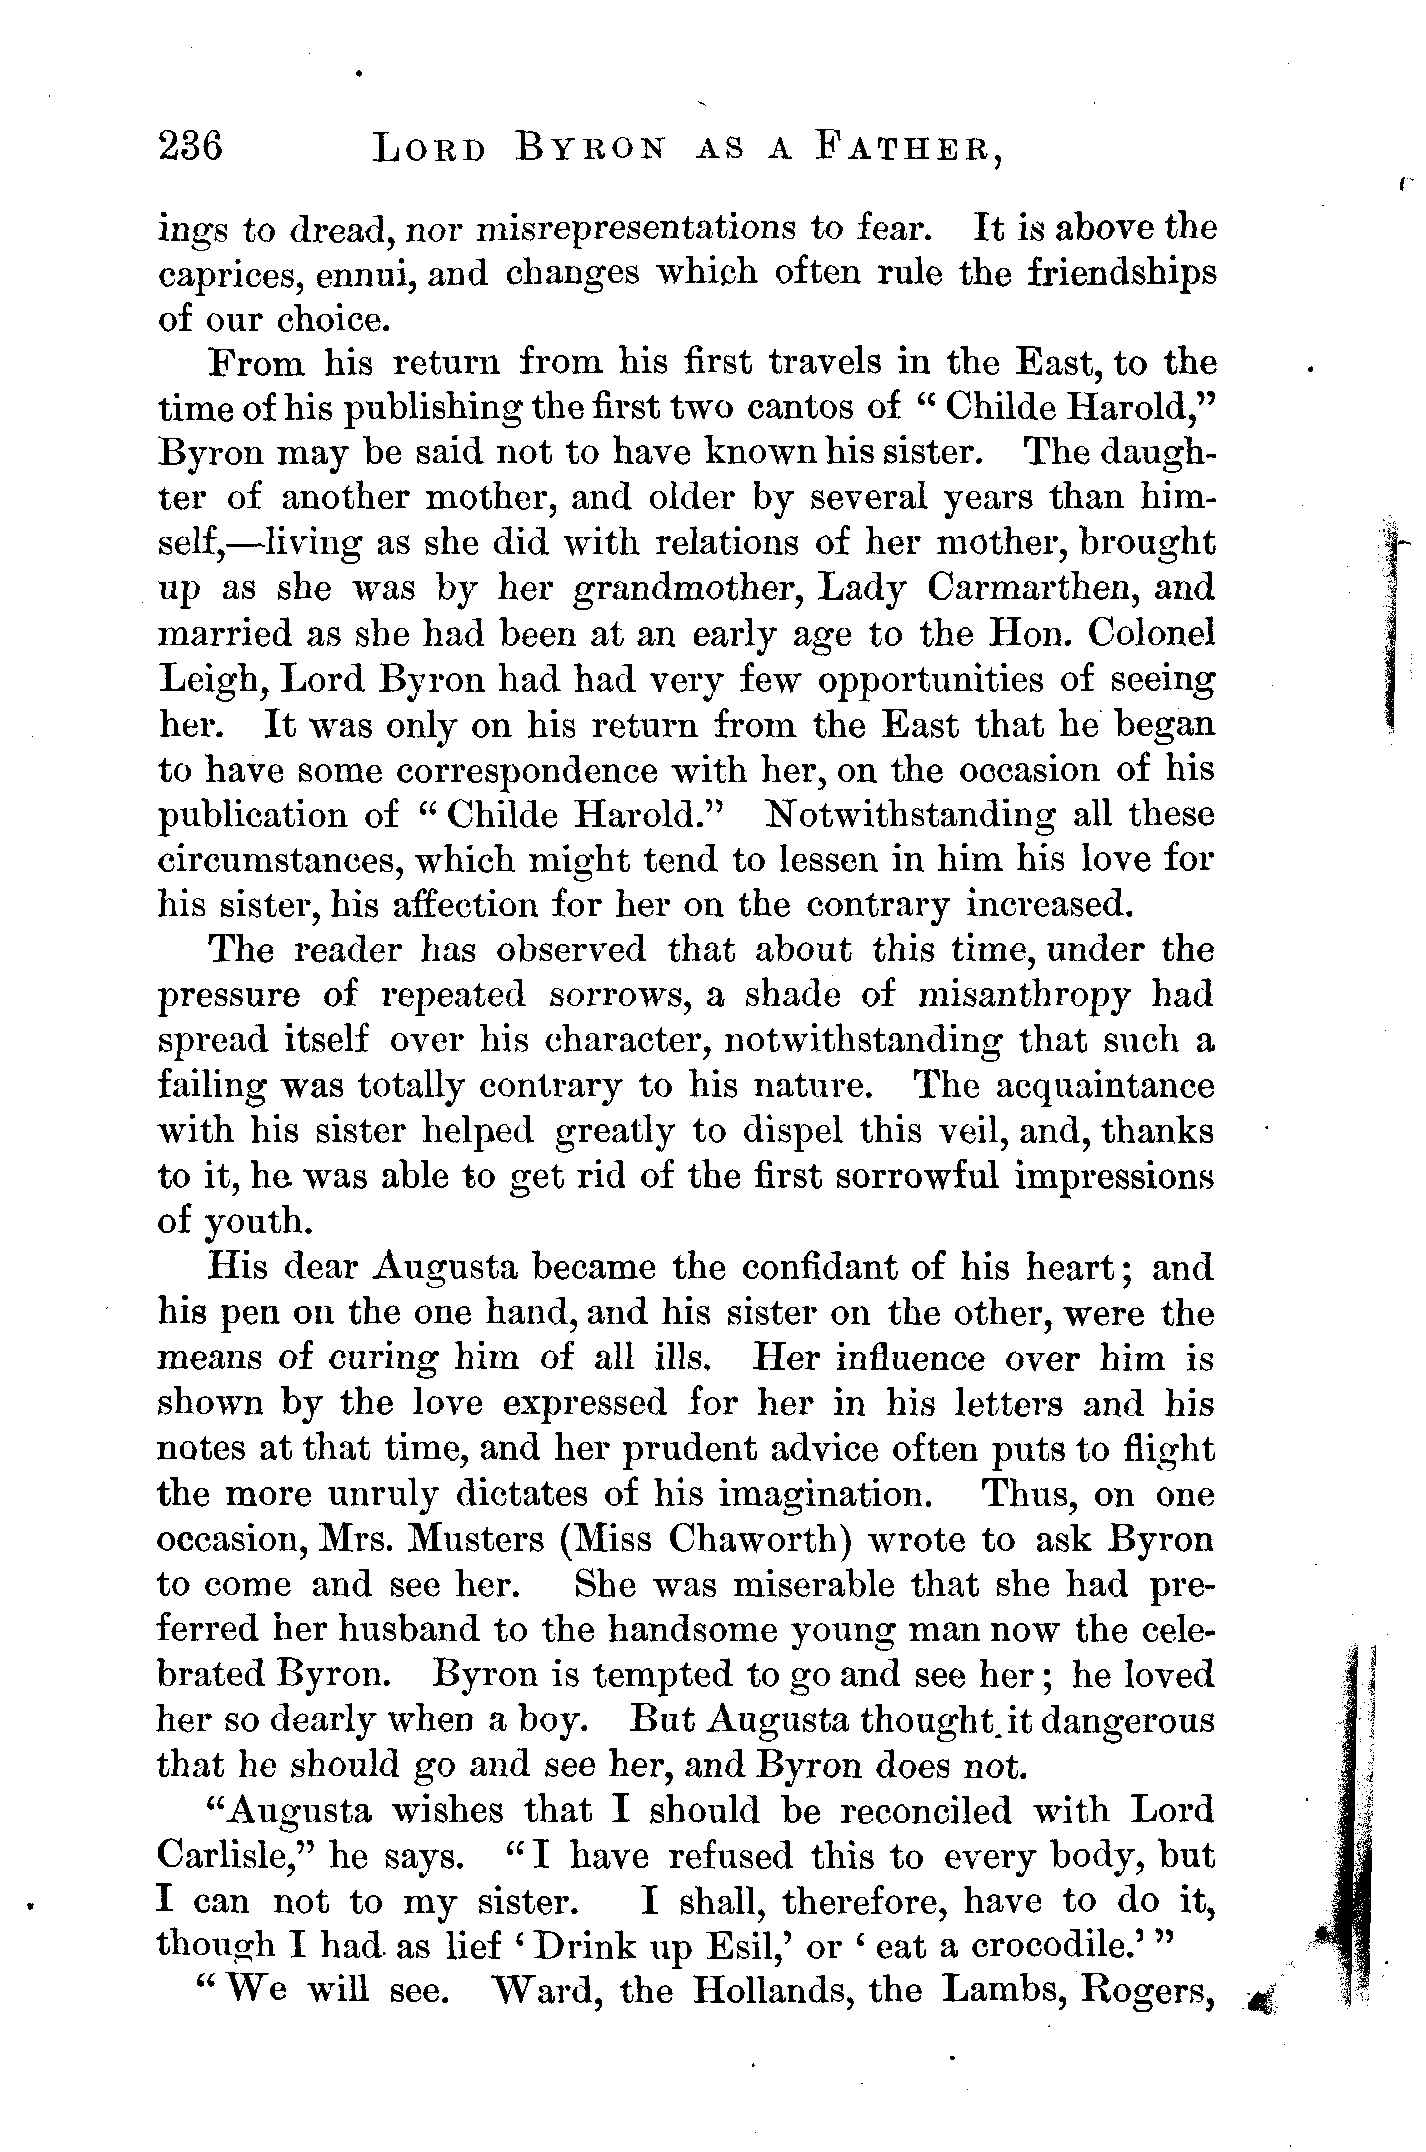 236 LORD BYRON AS A FATHER,
ings to dread, nor misrepresentations to fear. It is above the
caprices, ennui, and changes which often rule the friendships
of our choice.
From his return from his first travels in the East, to the
time of his publishing the first two cantos of “ Childe Harold,”
Byron may be said not to have known his sister. The daugh-
ter of another mother, and older by several years than him-
self,—living as she did with relations of her mother, brought
up as she was by her grandmother, Lady Carmarthen, and
married as she had been at an early age to the Hon. Colonel
Leigh, Lord Byron had had very few opportunities of seeing
her. It was only on his return from the East that he began
to have some correspondence with her, on the occasion of his
publication of “ Childe Harold.” Notwithstanding all these
circumstances, which might tend to lessen in him his love for
his sister, his affection for her on the contrary increased.
The reader has observed that about this time, under the
pressure of repeated sorrows, a shade of misanthropy had
spread itself over his character, notwithstanding that such a
failing was totally contrary to his nature. The acquaintance
with his sister helped greatly to dispel this veil, and, thanks
to it, he was able to get rid of the first sorrowful impressions
of youth.
His dear Augusta became the confidant of his heart; and
his pen on the one hand, and his sister on the other, were the
means of curing him of all ills. Her influence over him is
shown by the love expressed for her in his letters and his
notes at that time, and her prudent advice often puts to flight
the more unruly dictates of his imagination. Thus, on one
occasion, Mrs. Musters (Miss Chaworth) wrote to ask Byron
to come and see her. She was miserable that she had pre-
ferred her husband to the handsome young man now the cele-
brated Byron. Byron is tempted to go and see her; he loved
her so dearly when a boy. But Augusta thought it dangerous
that he should go and see her, and Byron does not.
“Augusta wishes that I should be reconciled with Lord
Carlisle,” he says. “ I have refused this to every body, but
I can not to my sister. I shall, therefore, have to do it,
though I had as lief ‘ Drink up Esil,’ or ‘ eat a crocodile.’ ”
“ We will see. Ward, the Hollands, the Lambs, Rogers,